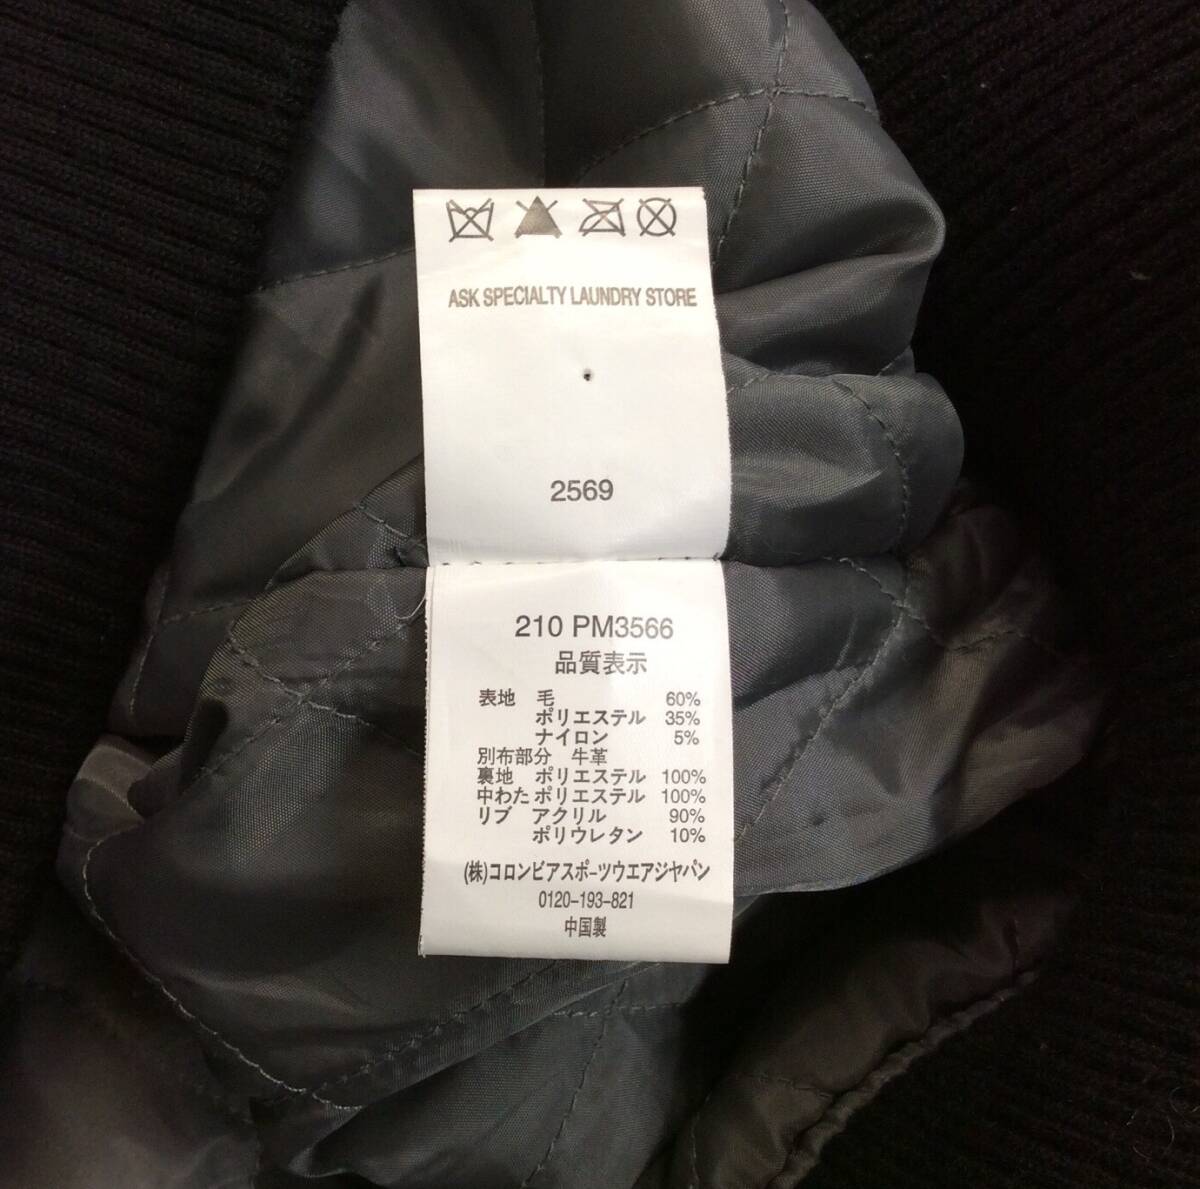 ASK SPECIALTY LAUNDRY STORE
2569
210 PM3566
品質表示
表地 毛 60%
ポリエステル 35%
ナイロン 5%
別布部分 牛革
裏地 ポリエステル 100%
中わた ポリエステル 100%
リブ アクリル 90%
ポリウレタン 10%
(株)コロンビアスポーツウエアジャパン
0120-193-821
中国製